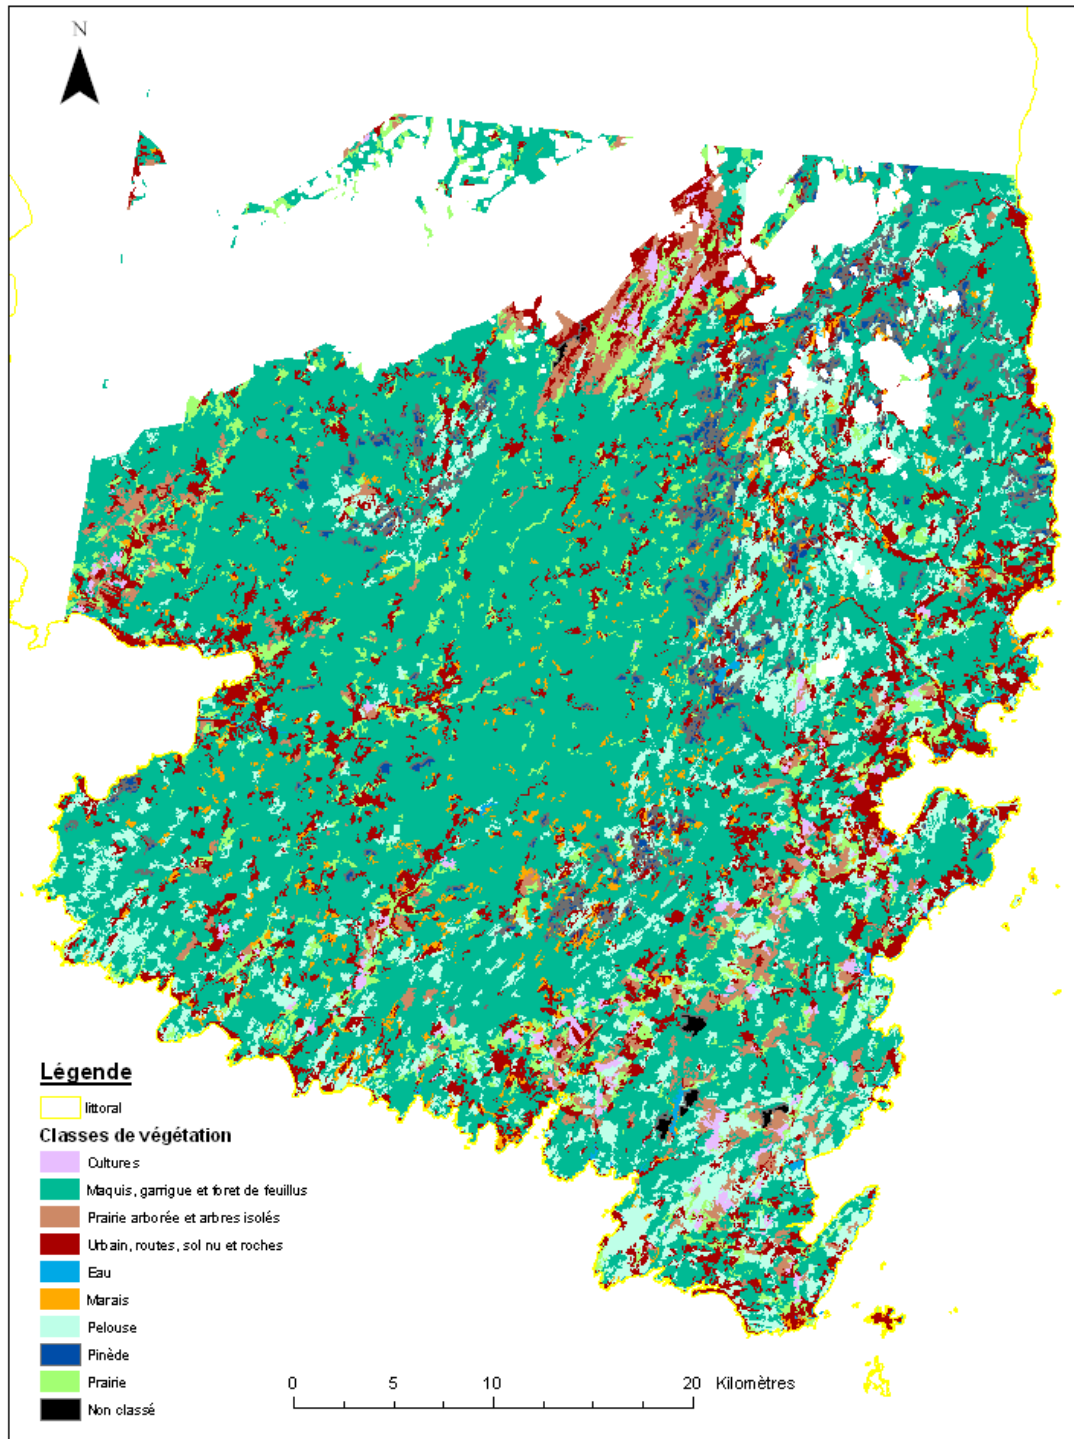 N
Légende
littoral
Classes de végétation
Cultures
Maquis, garrigue et foret de feuillus
Prairie arborée et arbres isolés
Urbain, routes, sol nu et roches
Eau
Marais
Pelouse
Pinède
Prairie
Non classé
0 5 10 20 Kilomètres